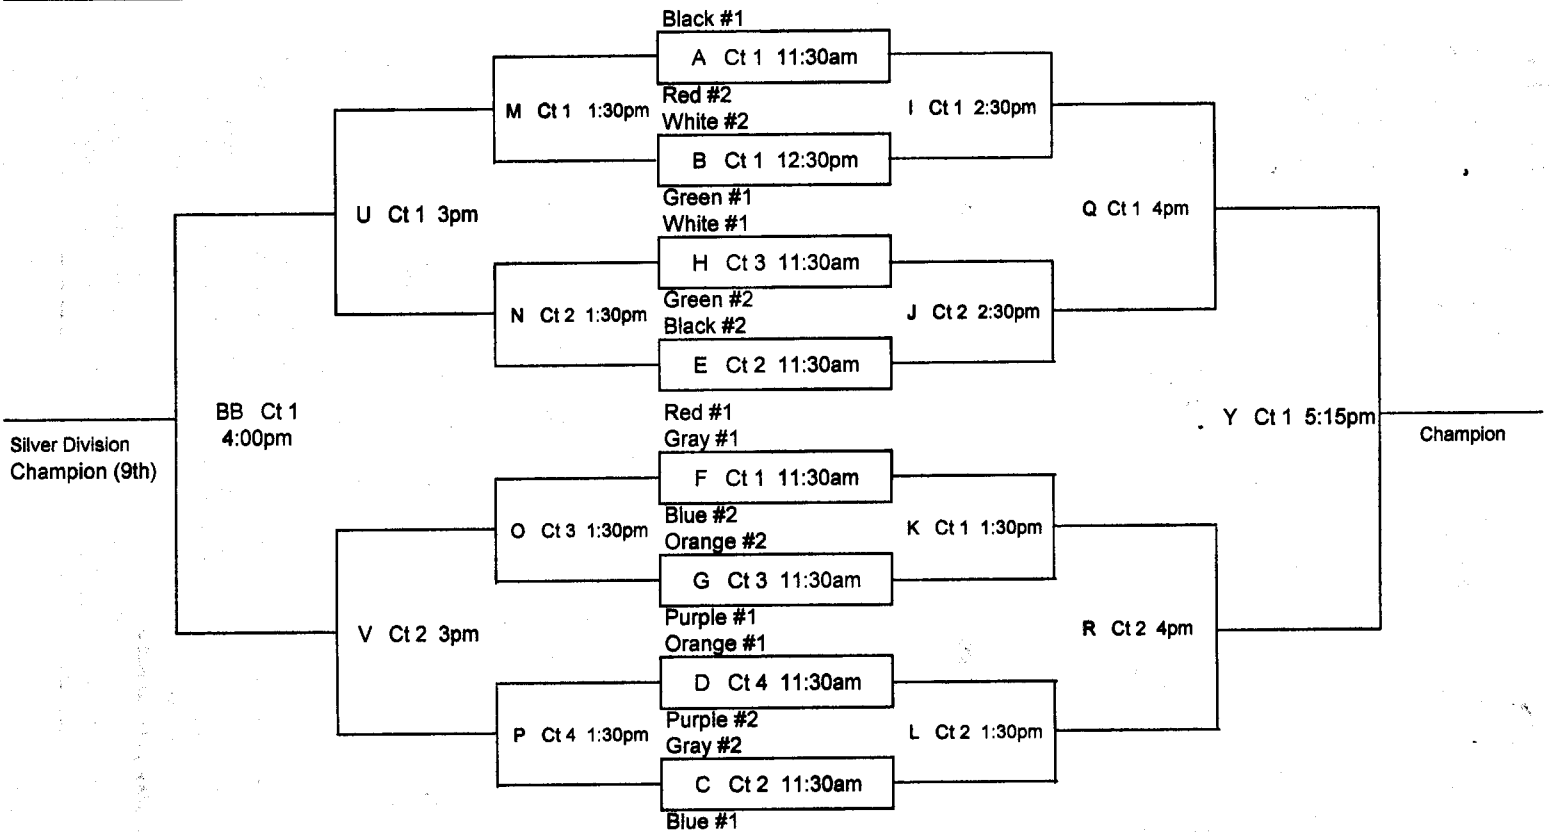 Black #1
A Ct 1 11:30am
Red #2
M Ct 1 1:30pm
I Ct 1 2:30pm
White #2
B Ct 1 12:30pm
Green #1
U Ct 1 3pm
Q Ct 1 4pm
White #1
H Ct 3 11:30am
Green #2
N Ct 2 1:30pm
J Ct 2 2:30pm
Black #2
E Ct 2 11:30am
BB Ct 1
4:00pm
Silver Division
Champion (9th)
Red #1
Y Ct 1 5:15pm
Champion
Gray #1
F Ct 1 11:30am
Blue #2
O Ct 3 1:30pm
K Ct 1 1:30pm
Orange #2
G Ct 3 11:30am
Purple #1
V Ct 2 3pm
R Ct 2 4pm
Orange #1
D Ct 4 11:30am
Purple #2
P Ct 4 1:30pm
L Ct 2 1:30pm
Gray #2
C Ct 2 11:30am
Blue #1